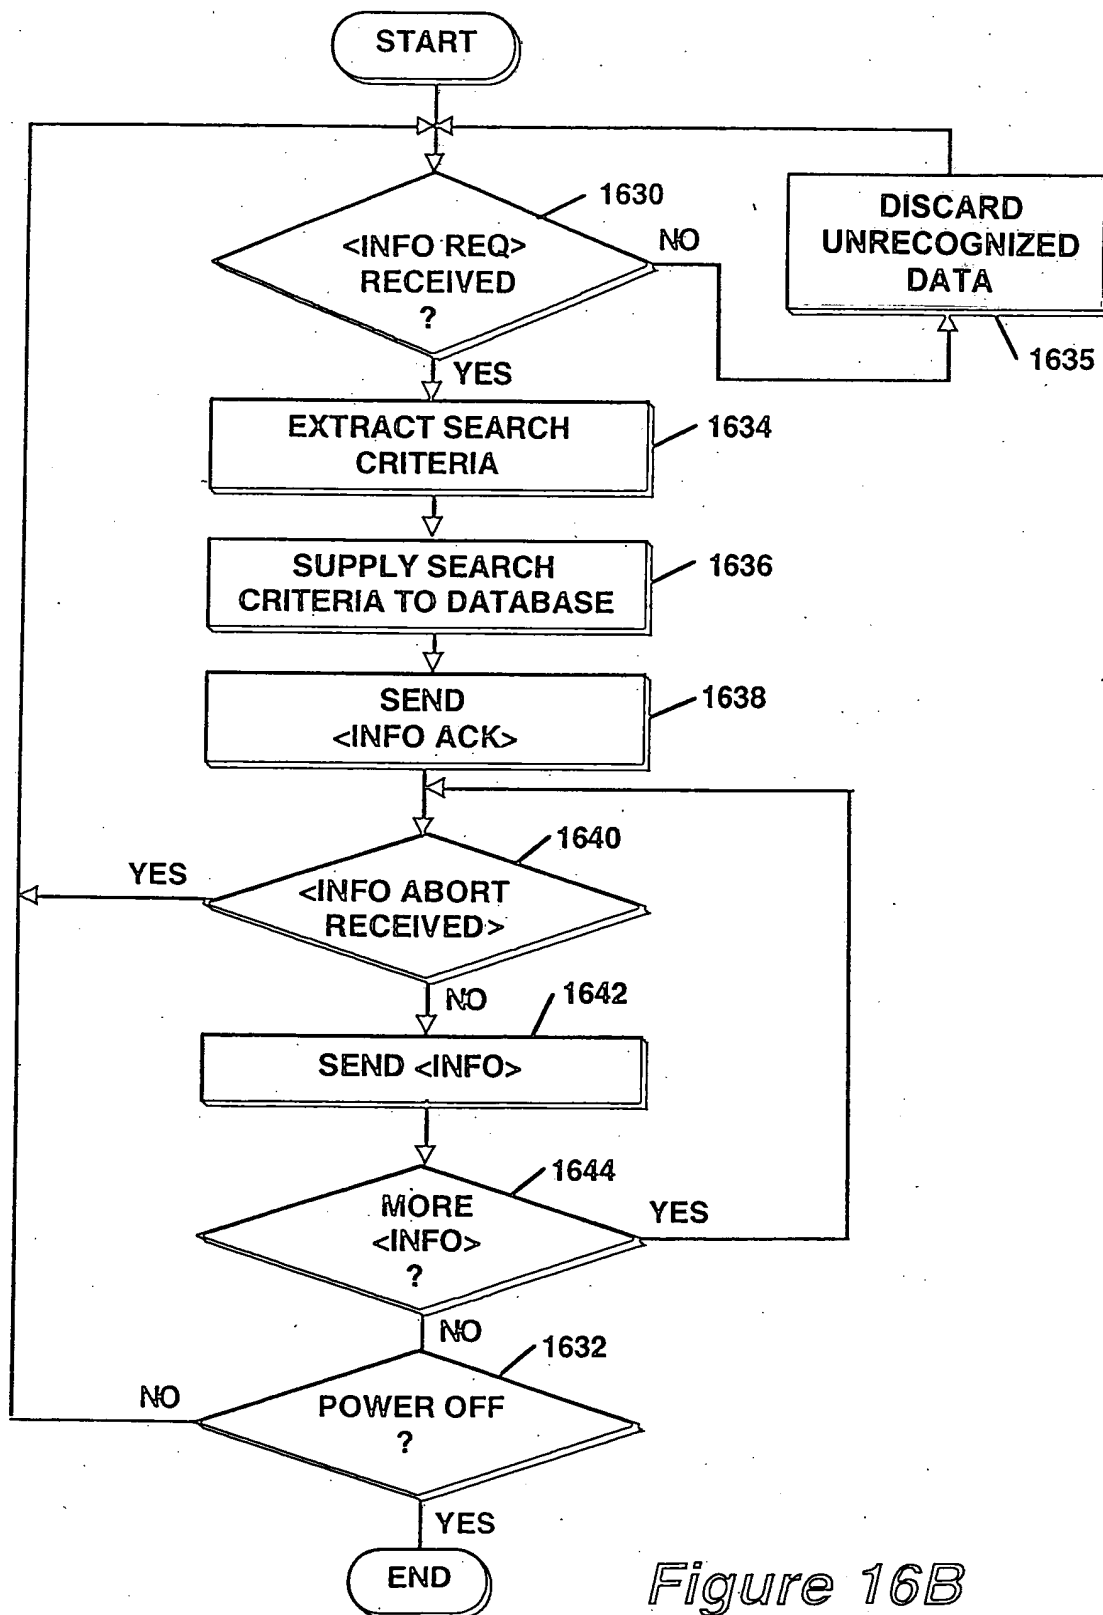 START
1630
<INFO REQ>
RECEIVED
?
NO
YES
DISCARD
UNRECOGNIZED
DATA
1635
EXTRACT SEARCH
CRITERIA
1634
SUPPLY SEARCH
CRITERIA TO DATABASE
1636
SEND
<INFO ACK>
1638
1640
YES
<INFO ABORT
RECEIVED>
NO
1642
SEND <INFO>
1644
MORE
<INFO>
?
YES
NO
1632
NO
POWER OFF
?
YES
END
Figure 16B